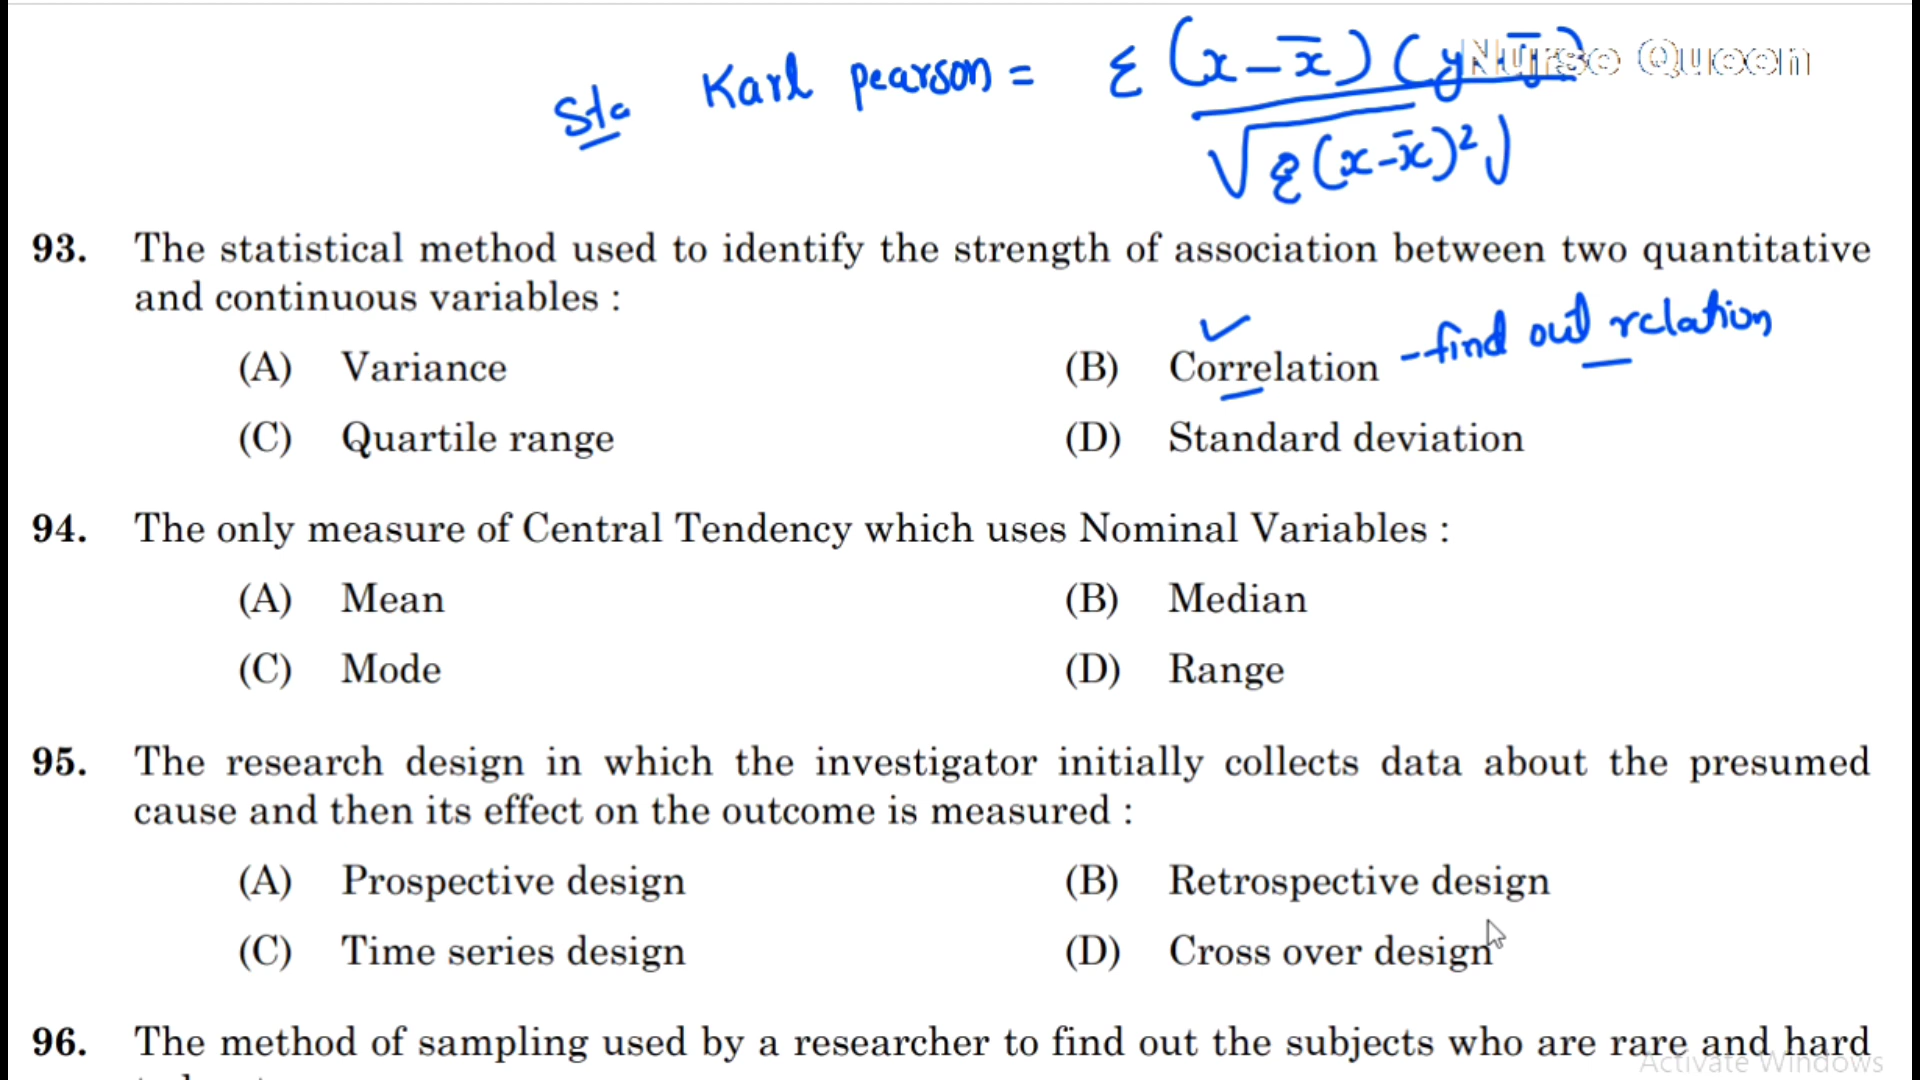 Sta Karl pearson = Σ (x - x̄) (y - ȳ)
Nurse Queen
√Σ(x-x̄)²
93. The statistical method used to identify the strength of association between two quantitative
and continuous variables :
(A) Variance (B) Correlation - find out relation
(C) Quartile range (D) Standard deviation
94. The only measure of Central Tendency which uses Nominal Variables :
(A) Mean (B) Median
(C) Mode (D) Range
95. The research design in which the investigator initially collects data about the presumed
cause and then its effect on the outcome is measured :
(A) Prospective design (B) Retrospective design
(C) Time series design (D) Cross over design
96. The method of sampling used by a researcher to find out the subjects who are rare and hard
Activate Windows